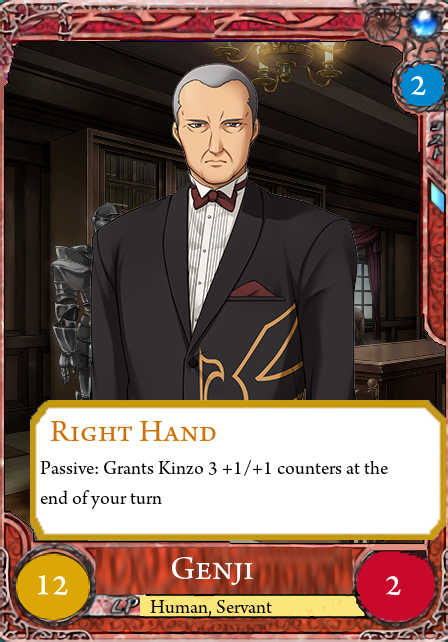 2
Right Hand
Passive: Grants Kinzo 3 +1/+1 counters at the
end of your turn
Genji
12
2
LP
Human, Servant